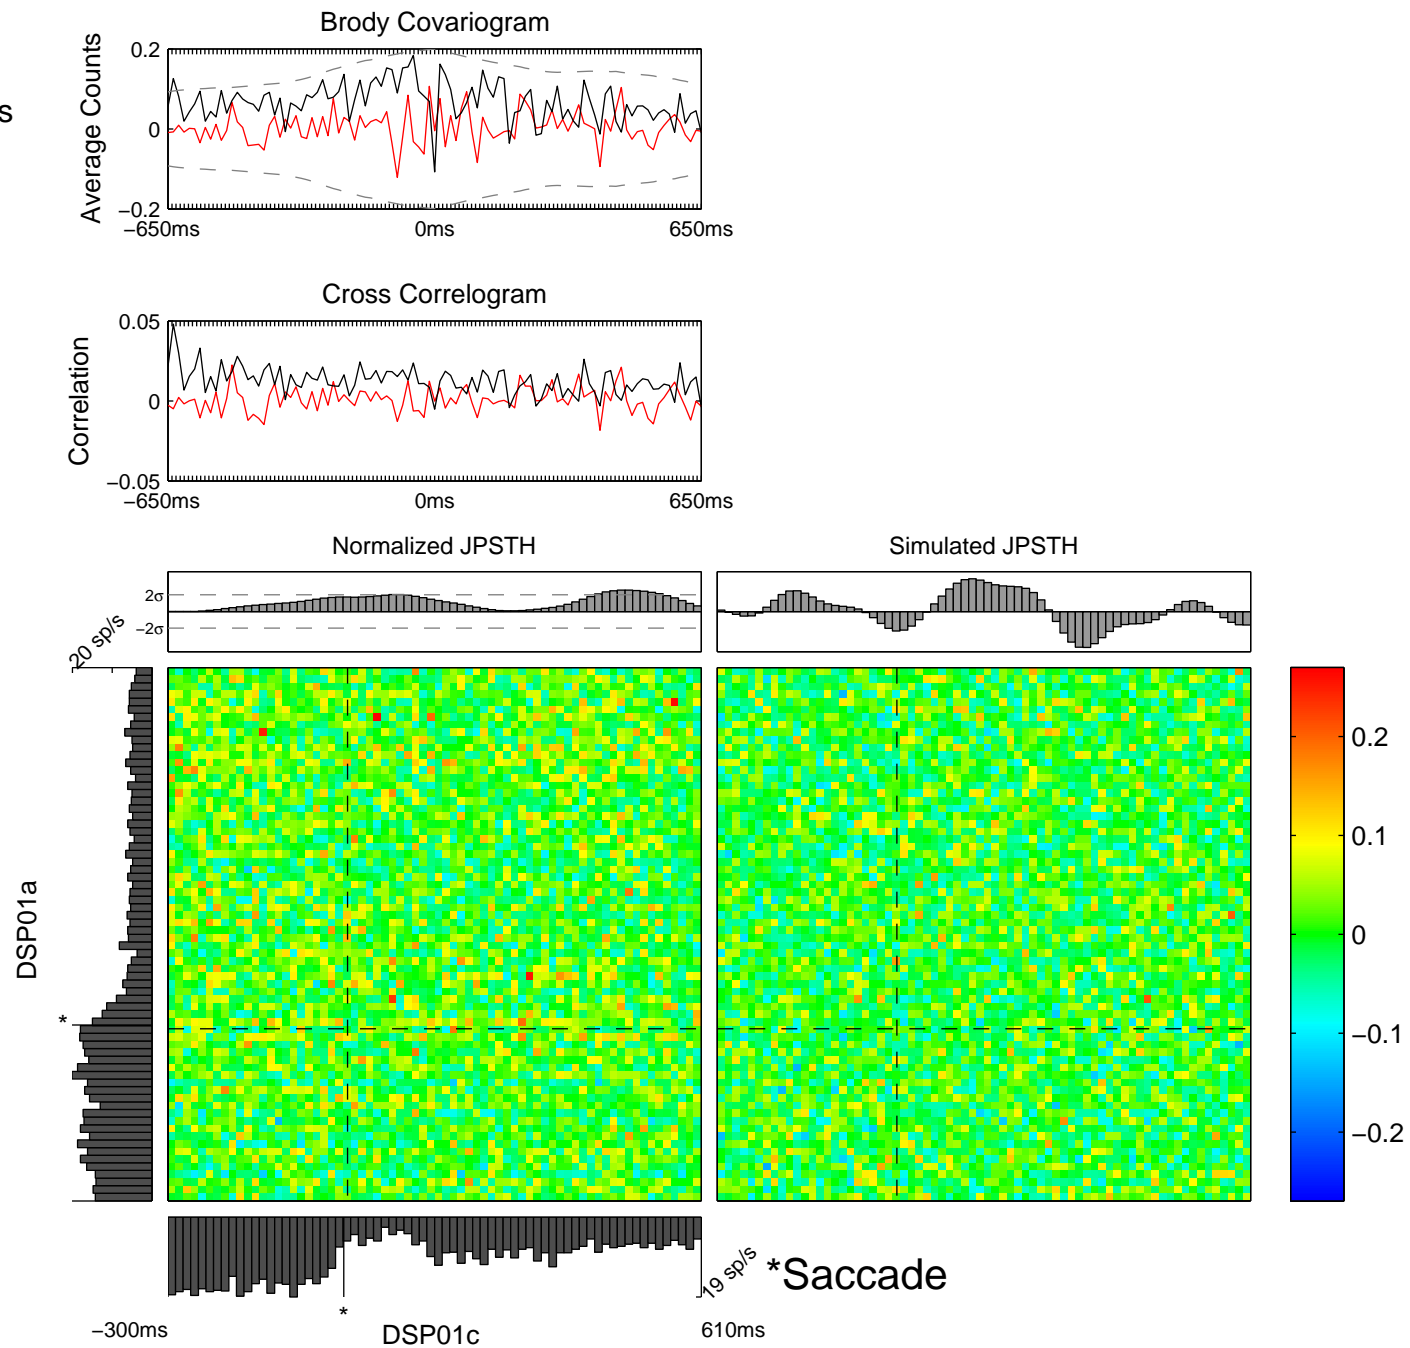 Brody Covariogram
s
Average Counts
0.2
0
−0.2
−650ms
0ms
650ms
Cross Correlogram
Correlation
0.05
0
−0.05
−650ms
0ms
650ms
Normalized JPSTH
Simulated JPSTH
2σ
−2σ
20 sp/s
DSP01a
*
0.2
0.1
0
−0.1
−0.2
19 sp/s
*Saccade
*
−300ms
DSP01c
610ms